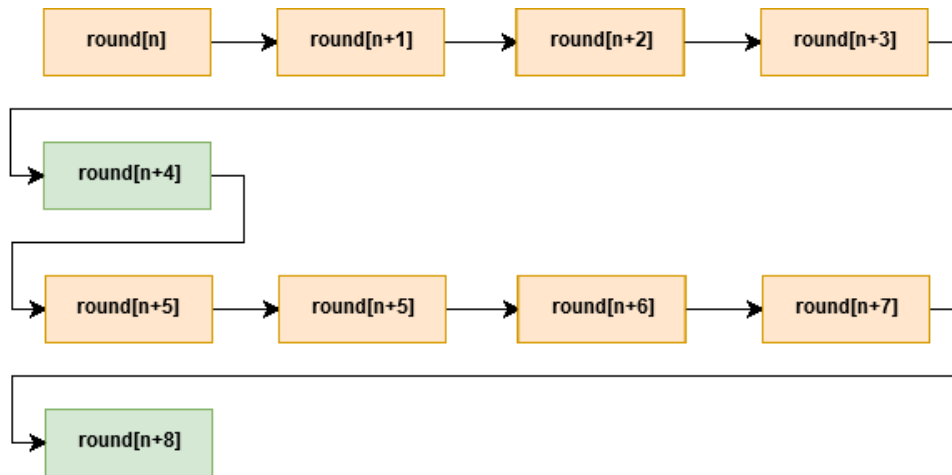 round[n]
round[n+1]
round[n+2]
round[n+3]
round[n+4]
round[n+5]
round[n+5]
round[n+6]
round[n+7]
round[n+8]